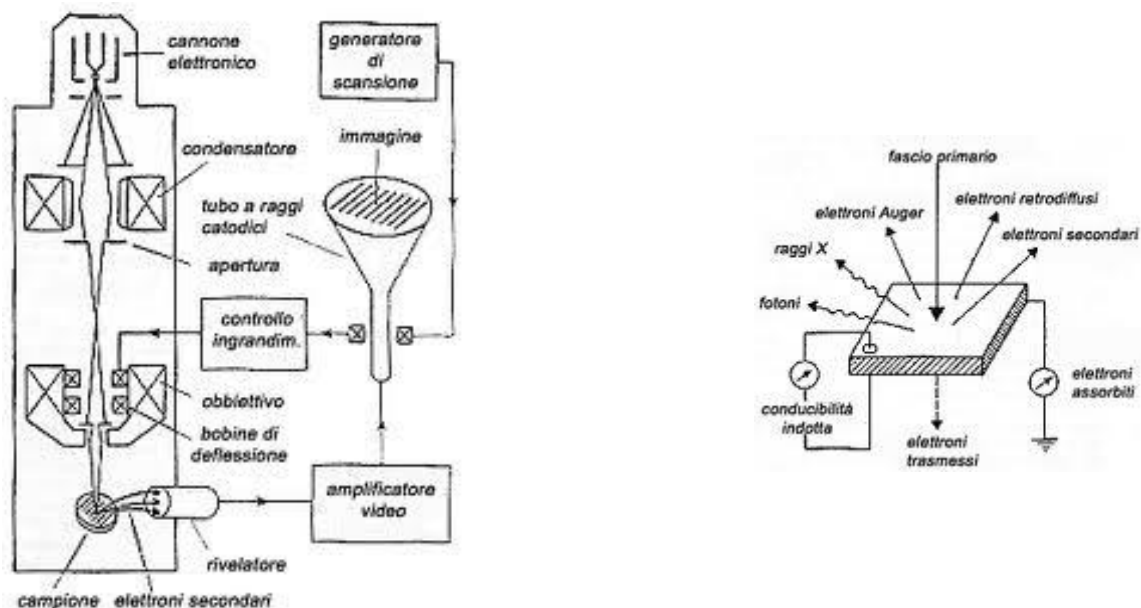 cannone
elettronico
generatore
di
scansione
condensatore
immagine
tubo a raggi
catodici
apertura
controllo
ingrandim.
obbiettivo
bobine di
deflessione
amplificatore
video
rivelatore
campione
elettroni secondari
fascio primario
elettroni retrodiffusi
elettroni Auger
elettroni secondari
raggi X
fotoni
conducibilità
indotta
elettroni
assorbiti
elettroni
trasmessi